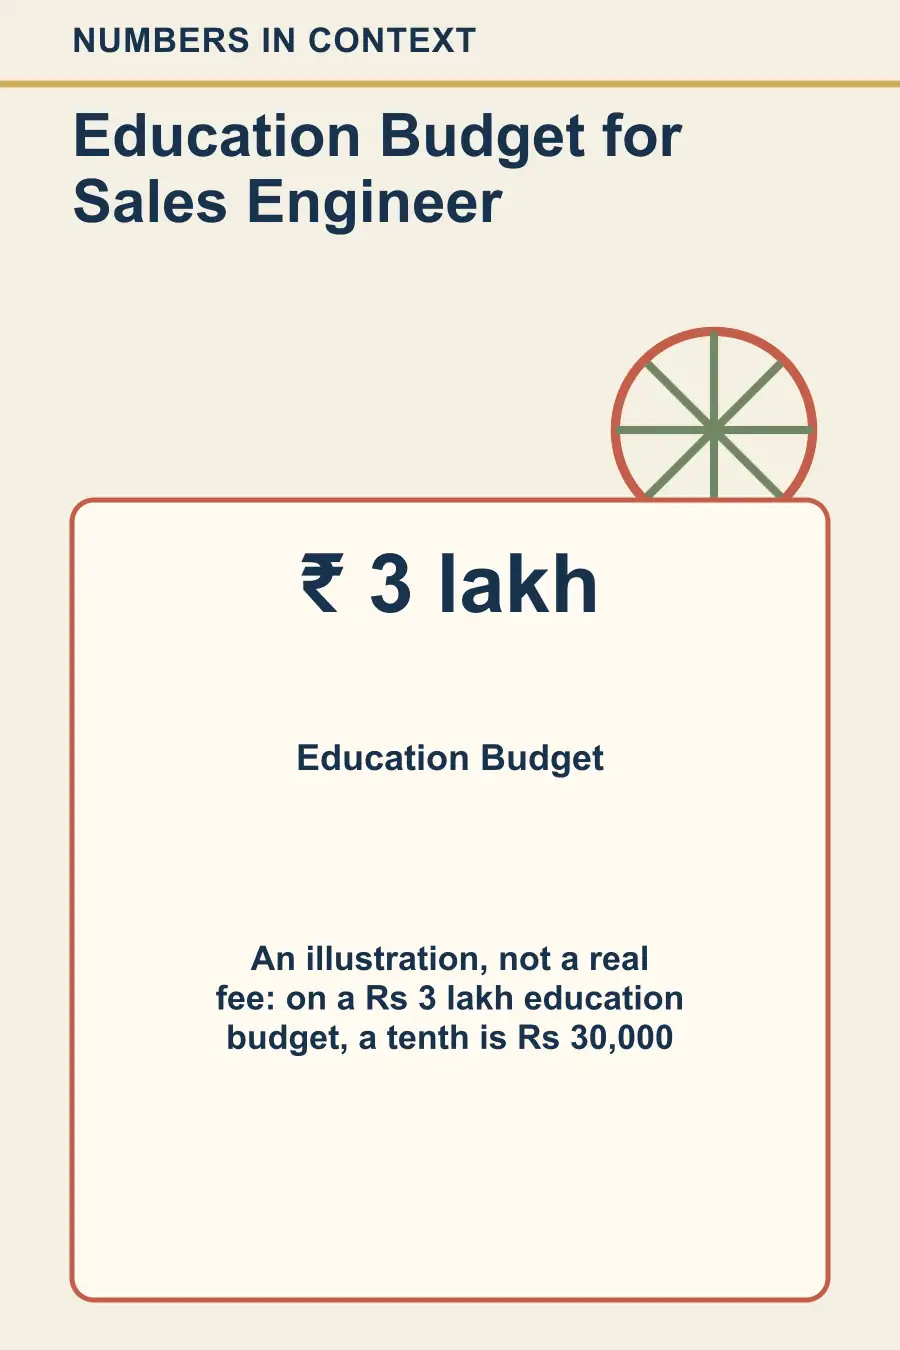 NUMBERS IN CONTEXT
Education Budget for
Sales Engineer
₹ 3 lakh
Education Budget
An illustration, not a real
fee: on a Rs 3 lakh education
budget, a tenth is Rs 30,000